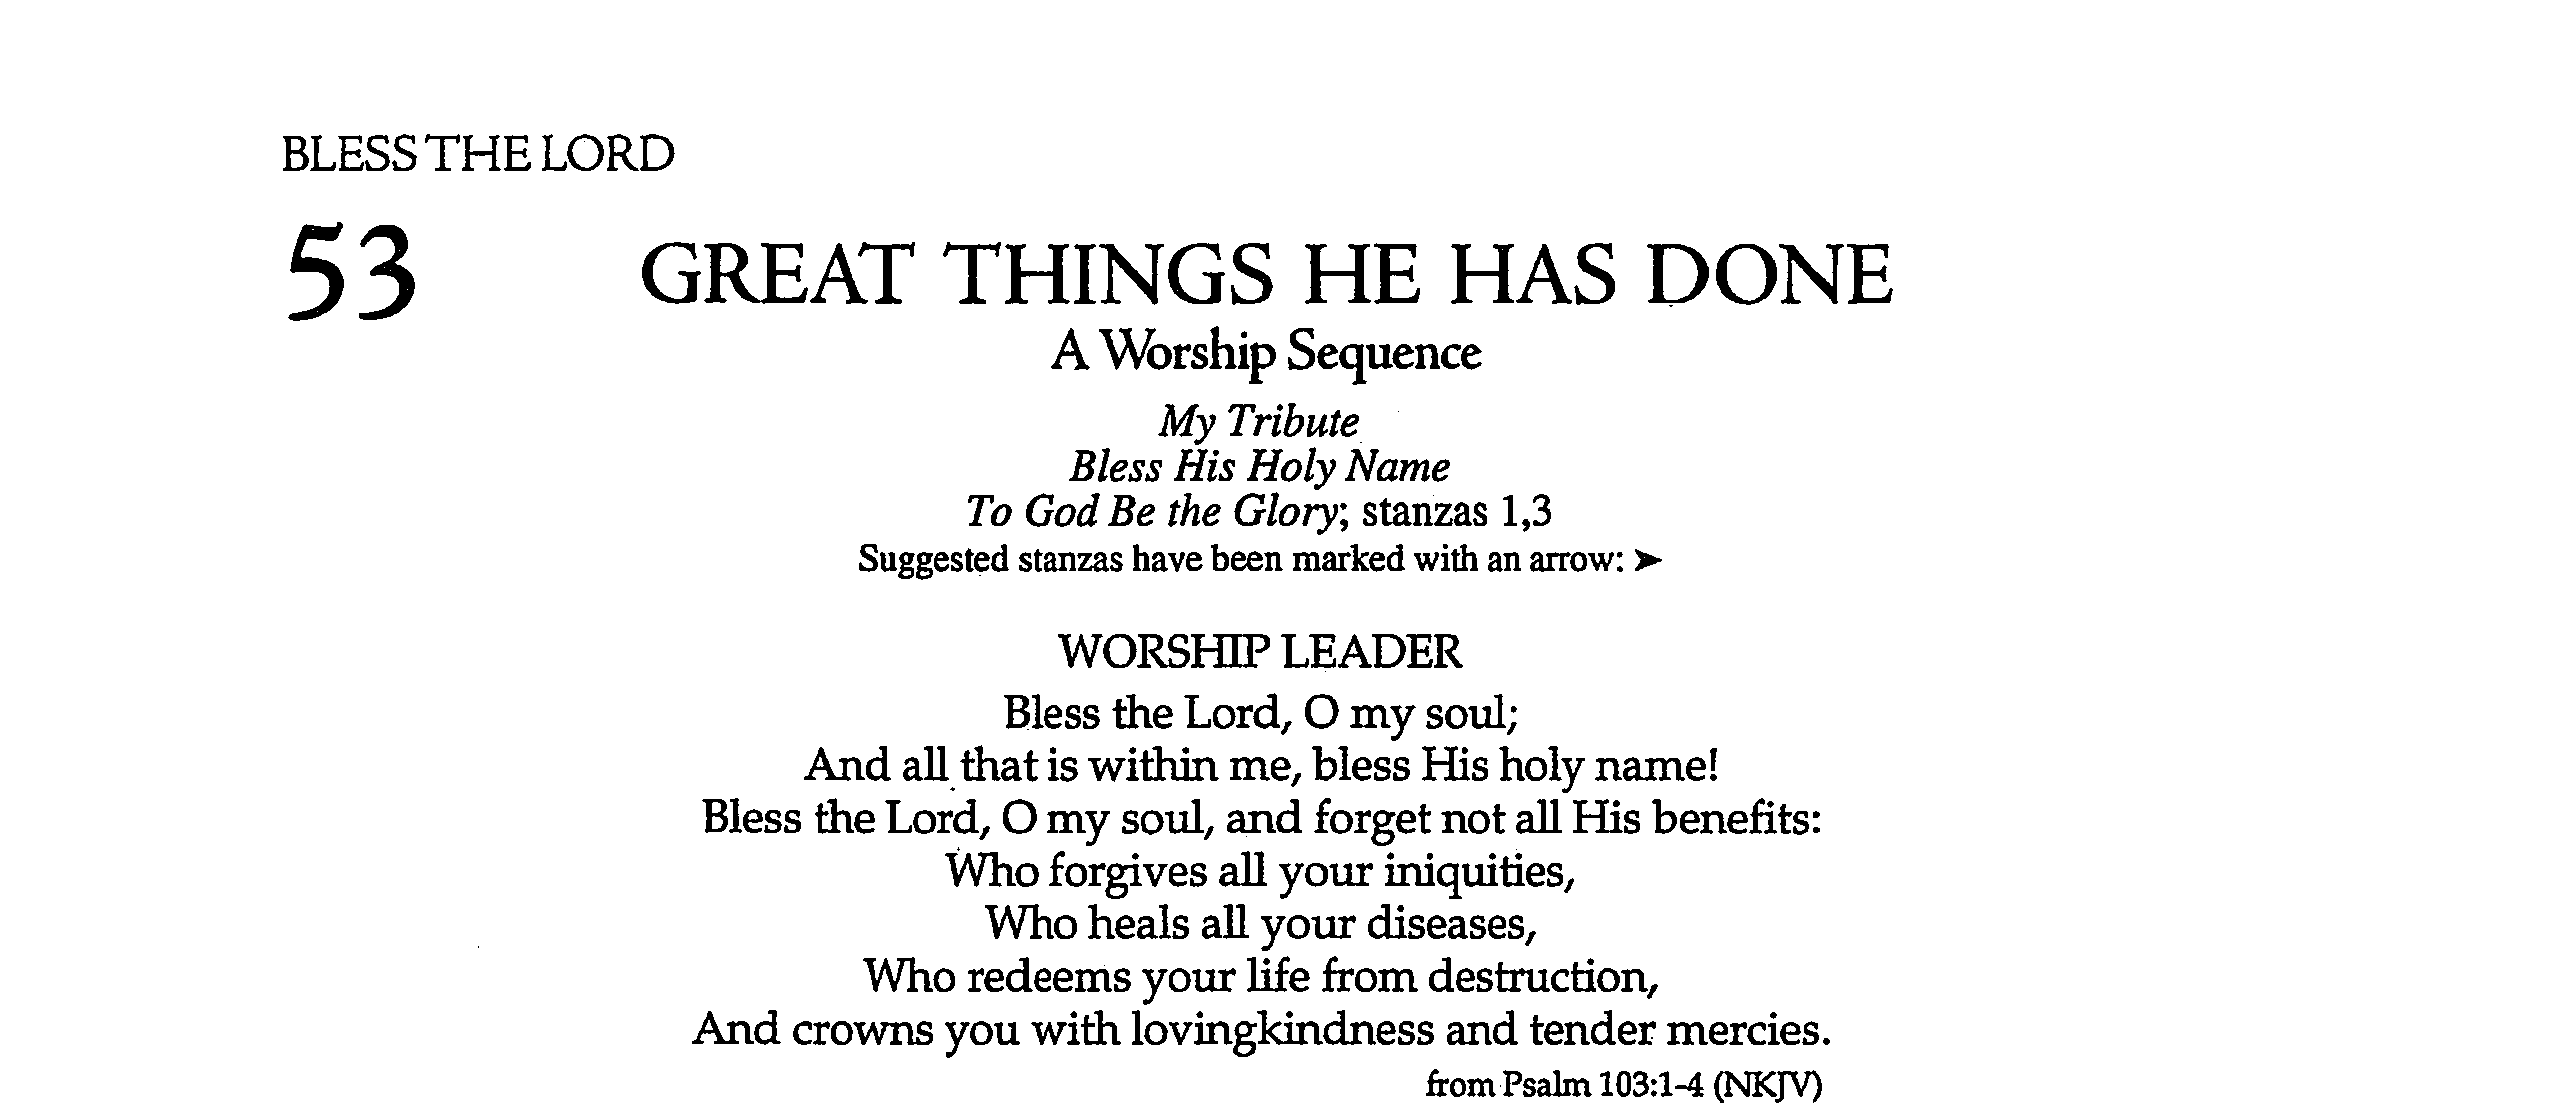 BLESS THE LORD
53 GREAT THINGS HE HAS DONE
A Worship Sequence
My Tribute
Bless His Holy Name
To God Be the Glory; stanzas 1,3
Suggested stanzas have been marked with an arrow: ➤
WORSHIP LEADER
Bless the Lord, O my soul;
And all that is within me, bless His holy name!
Bless the Lord, O my soul, and forget not all His benefits:
Who forgives all your iniquities,
Who heals all your diseases,
Who redeems your life from destruction,
And crowns you with lovingkindness and tender mercies.
from Psalm 103:1-4 (NKJV)